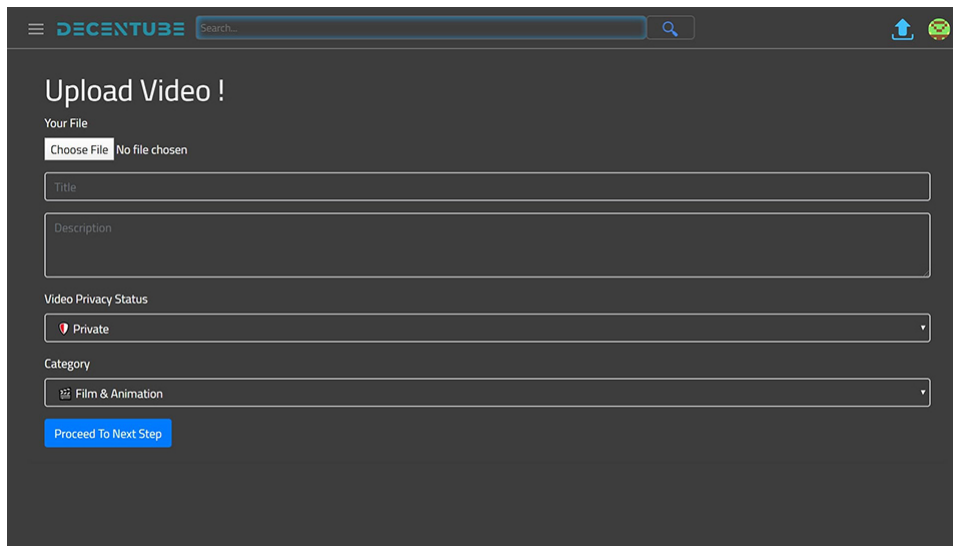 DECENTUBE Search...
Upload Video !
Your File
Choose File No file chosen
Title
Description
Video Privacy Status
Private
Category
Film & Animation
Proceed To Next Step